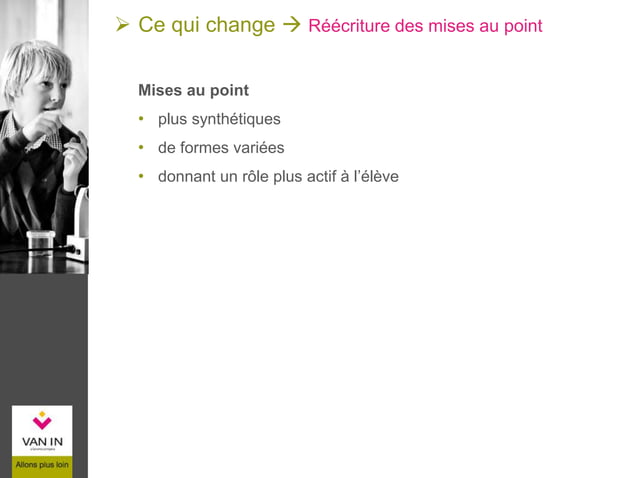 ➢ Ce qui change → Réécriture des mises au point
Mises au point
• plus synthétiques
• de formes variées
• donnant un rôle plus actif à l’élève
VAN IN
Allons plus loin